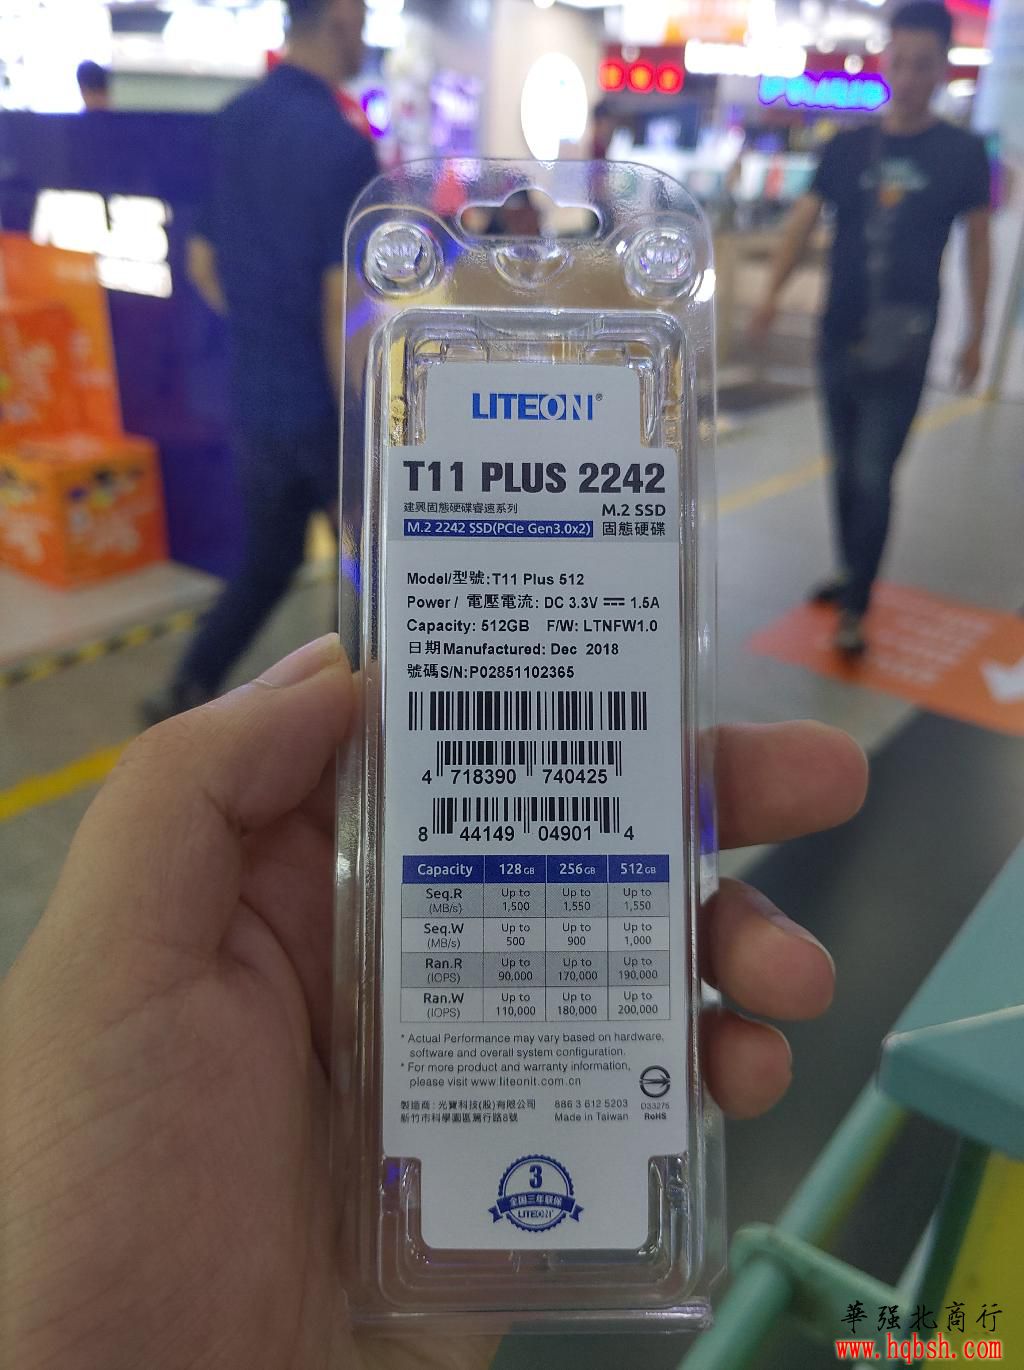 LITEON®
T11 PLUS 2242
建興固態硬碟睿速系列 M.2 SSD
M.2 2242 SSD(PCIe Gen3.0x2) 固態硬碟
Model/型號:T11 Plus 512
Power / 電壓電流: DC 3.3V ⎓ 1.5A
Capacity: 512GB F/W: LTNFW1.0
日期Manufactured: Dec 2018
號碼S/N:P02851102365
4 718390 740425
8 44149 04901 4
Capacity 128GB 256GB 512GB
Seq.R (MB/s) Up to 1,500 Up to 1,550 Up to 1,550
Seq.W (MB/s) Up to 500 Up to 900 Up to 1,000
Ran.R (IOPS) Up to 90,000 Up to 170,000 Up to 190,000
Ran.W (IOPS) Up to 110,000 Up to 180,000 Up to 200,000
* Actual Performance may vary based on hardware,
software and overall system configuration.
* For more product and warranty information,
please visit www.liteonit.com.cn
製造商：光寶科技(股)有限公司 886 3 612 5203
新竹市科學園區篤行路8號 Made in Taiwan
D33275
RoHS
3
全国三年联保
LITEON
華强北商行
www.hqbsh.com